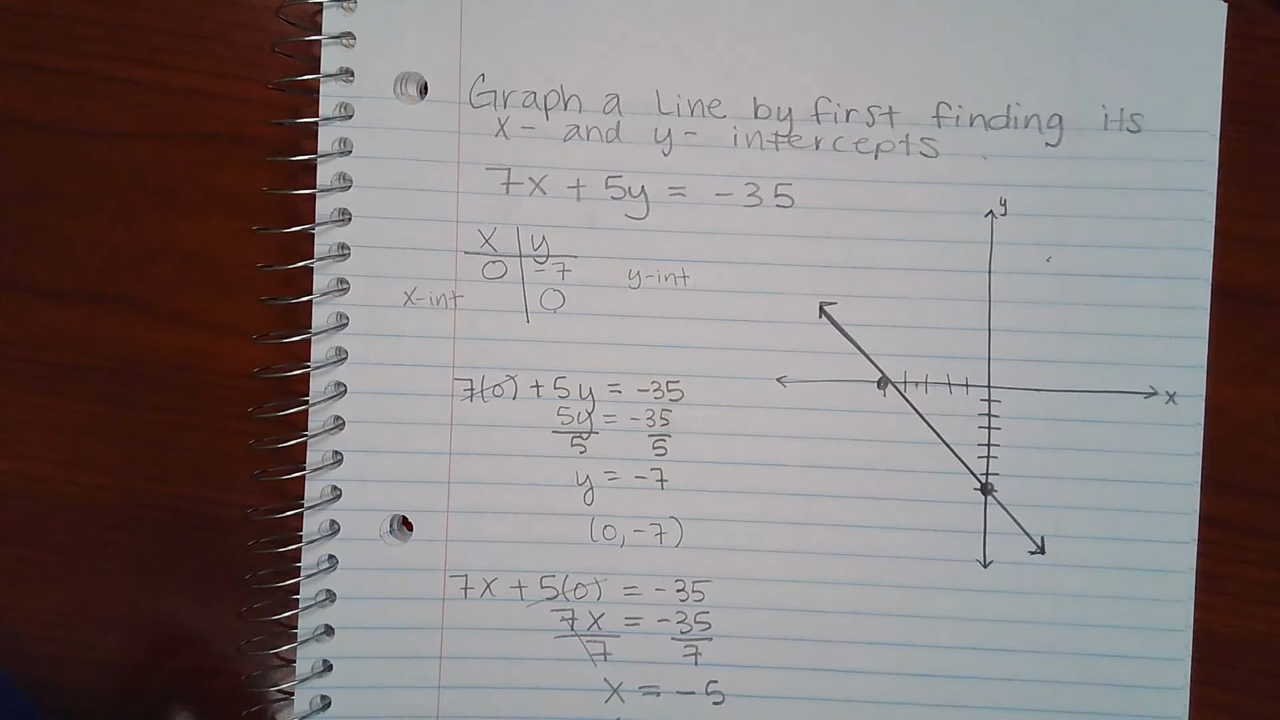 Graph a Line by first finding its
x- and y- intercepts
7x + 5y = -35
x | y
0 | -7 y-int
x-int | 0
7(0) + 5y = -35
5y/5 = -35/5
y = -7
(0, -7)
7x + 5(0) = -35
7x/7 = -35/7
x = -5
y
x